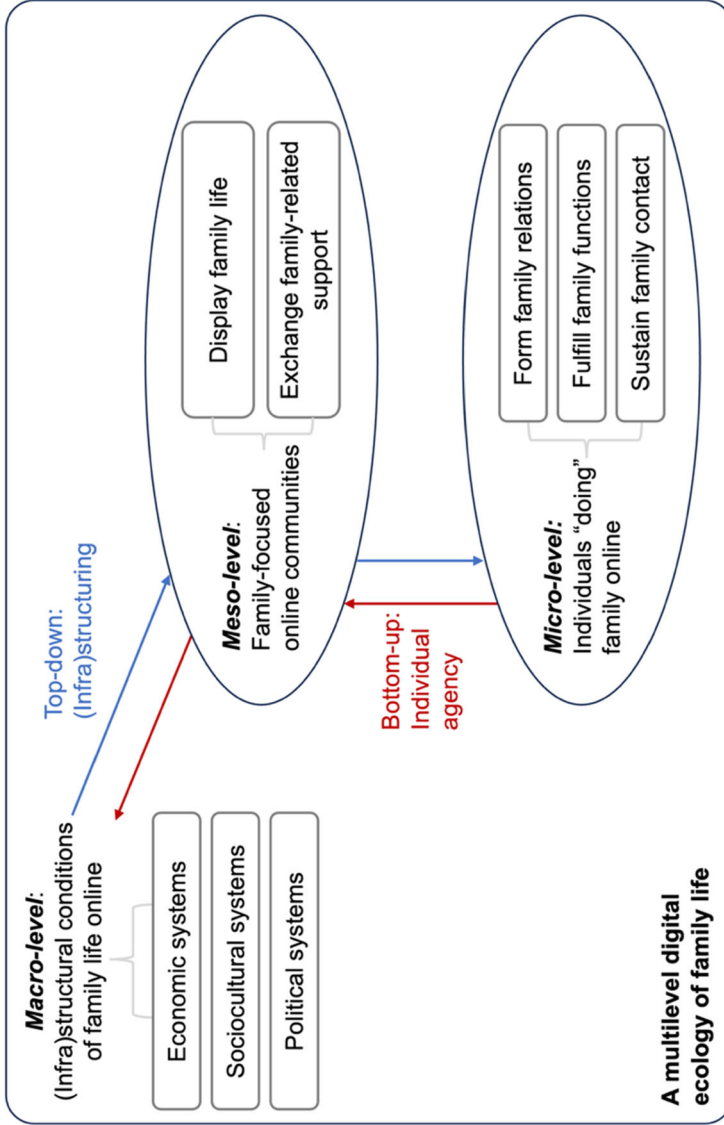 Macro-level:
(Infra)structural conditions
of family life online
Economic systems
Sociocultural systems
Political systems
Top-down:
(Infra)structuring
Meso-level:
Family-focused
online communities
Display family life
Exchange family-related
support
Bottom-up:
Individual
agency
Micro-level:
Individuals “doing”
family online
Form family relations
Fulfill family functions
Sustain family contact
A multilevel digital
ecology of family life